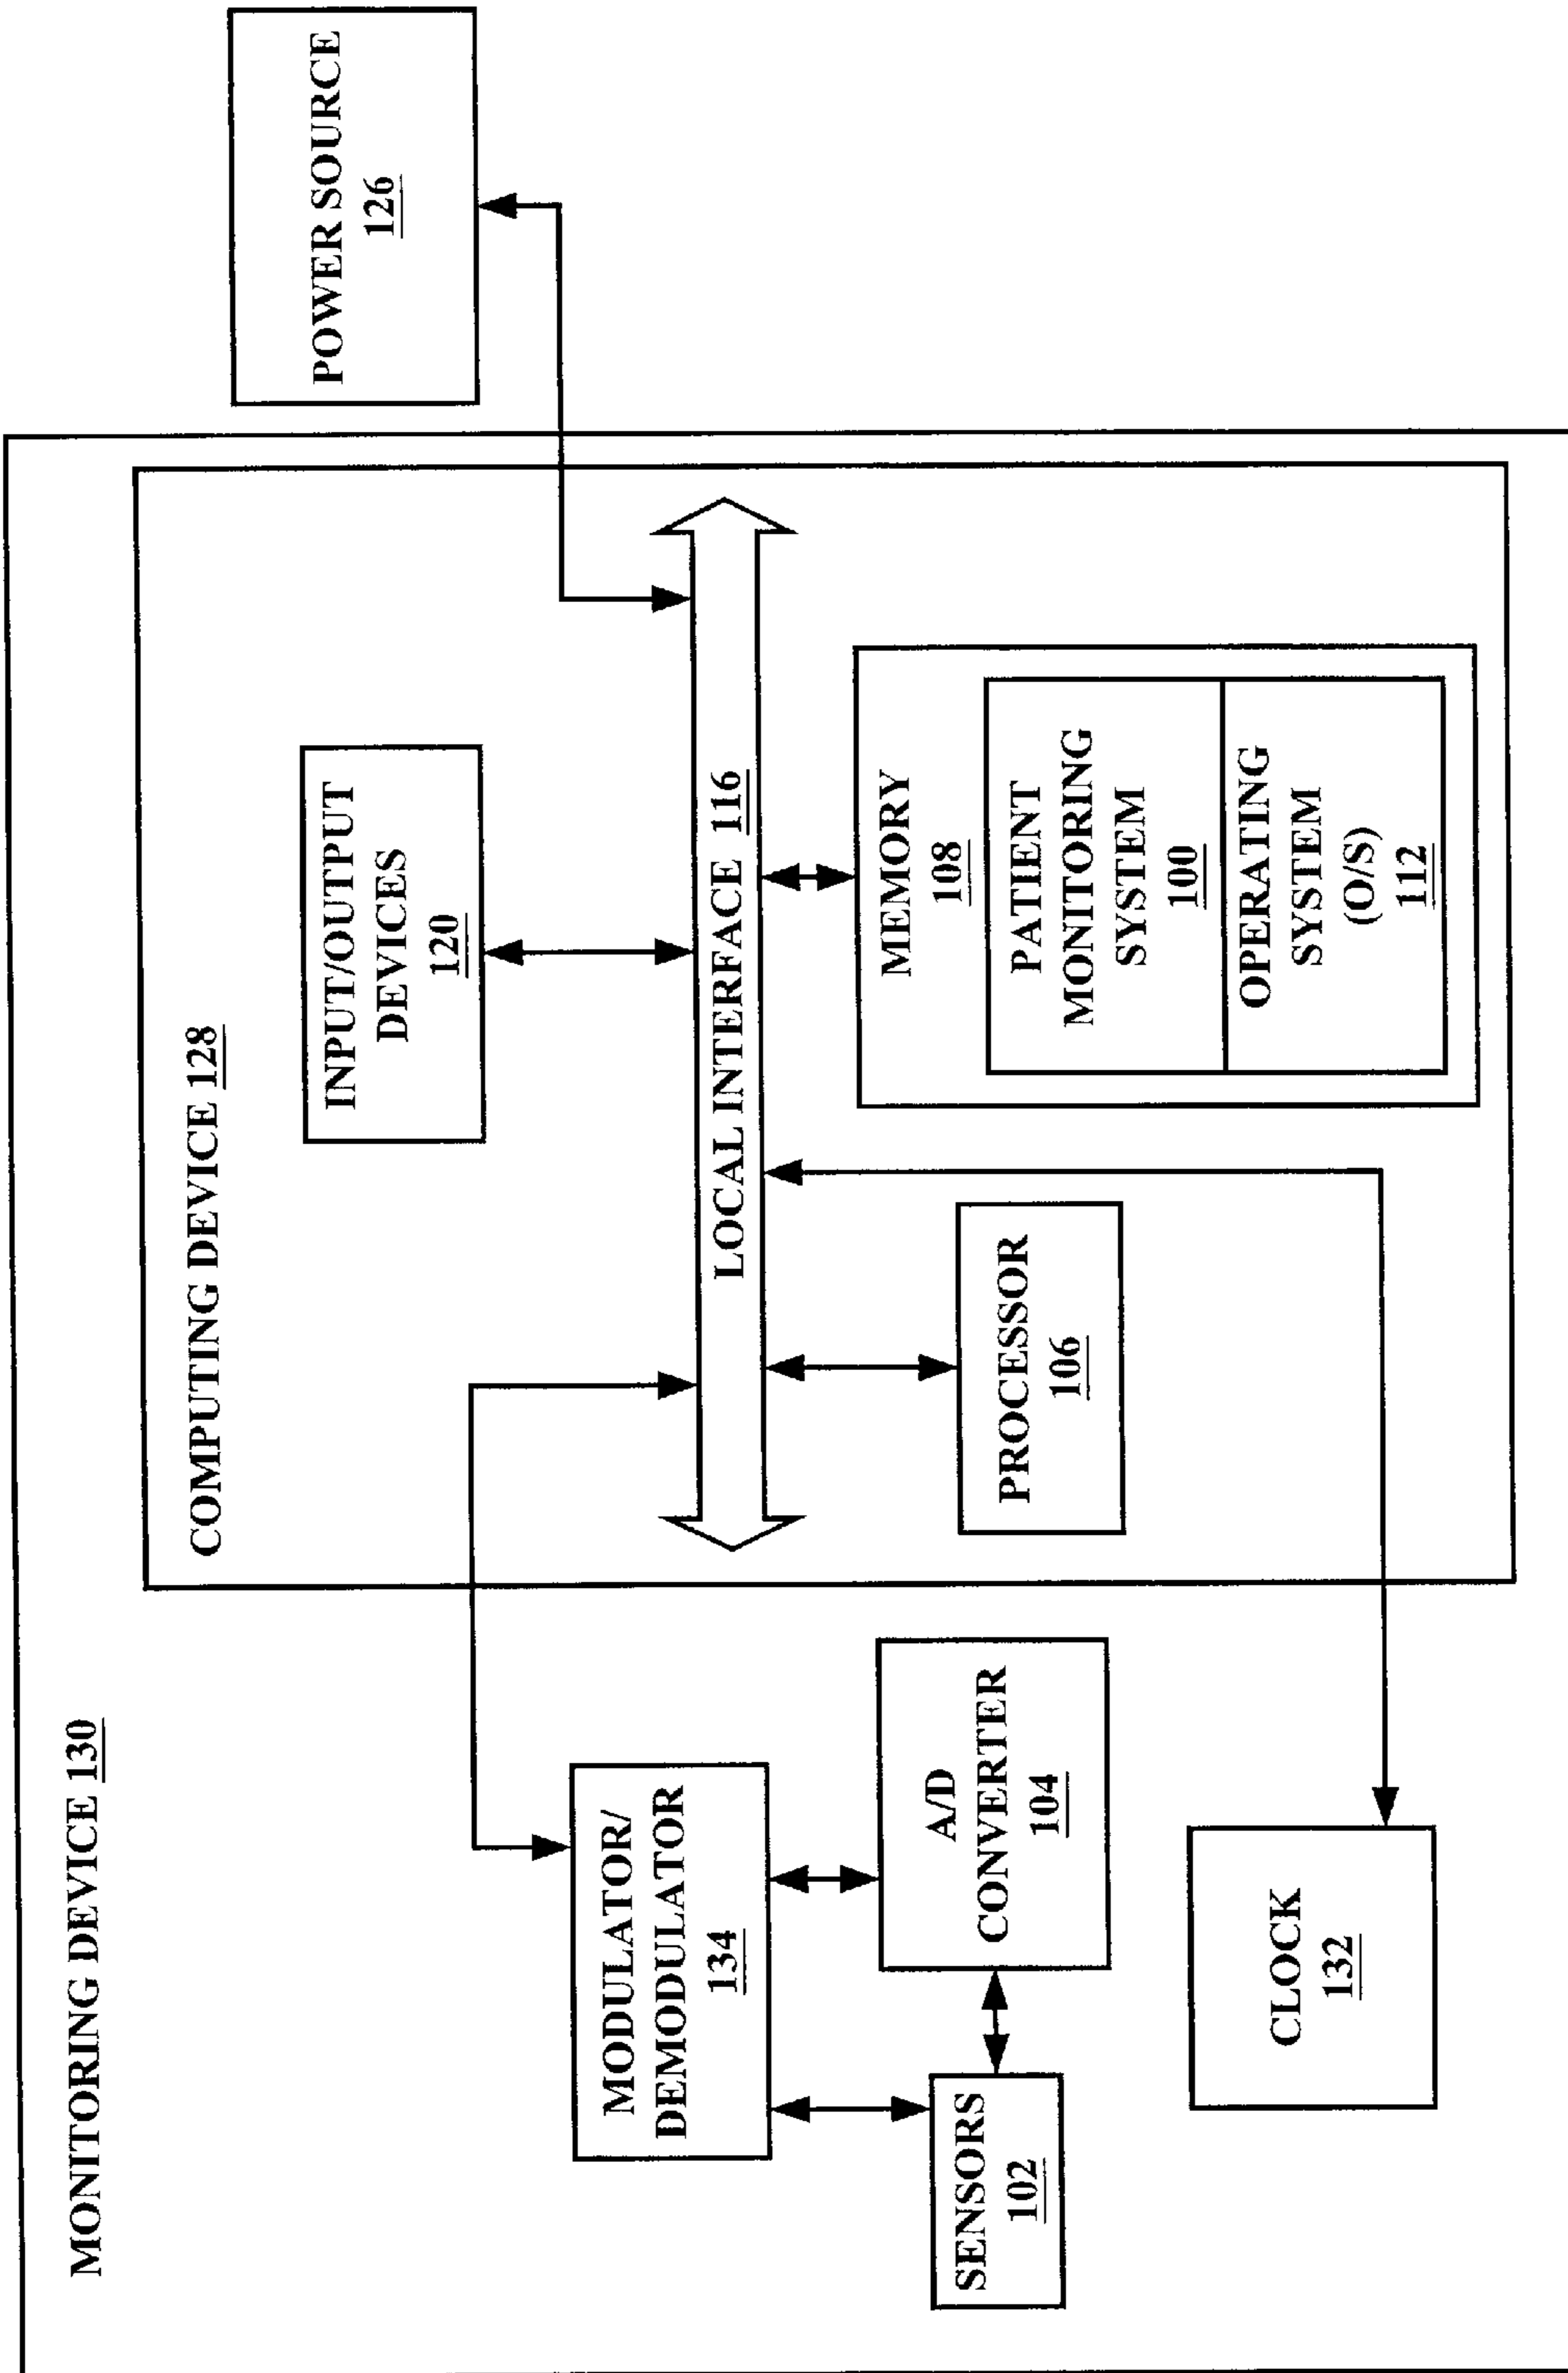 MONITORING DEVICE 130
COMPUTING DEVICE 128
INPUT/OUTPUT
DEVICES
120
POWER SOURCE
126
MODULATOR/
DEMODULATOR
134
LOCAL INTERFACE 116
SENSORS
102
A/D
CONVERTER
104
PROCESSOR
106
MEMORY
108
PATIENT
MONITORING
SYSTEM
100
OPERATING
SYSTEM
(O/S)
112
CLOCK
132